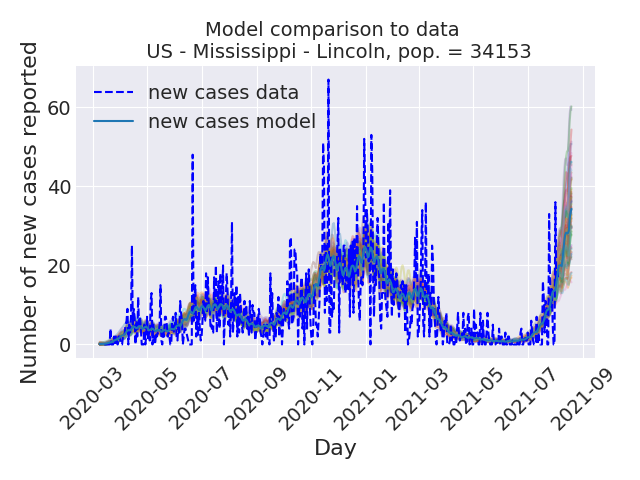 Model comparison to data
US - Mississippi - Lincoln, pop. = 34153
Number of new cases reported
60
40
20
0
new cases data
new cases model
2020-03
2020-05
2020-07
2020-09
2020-11
2021-01
2021-03
2021-05
2021-07
2021-09
Day